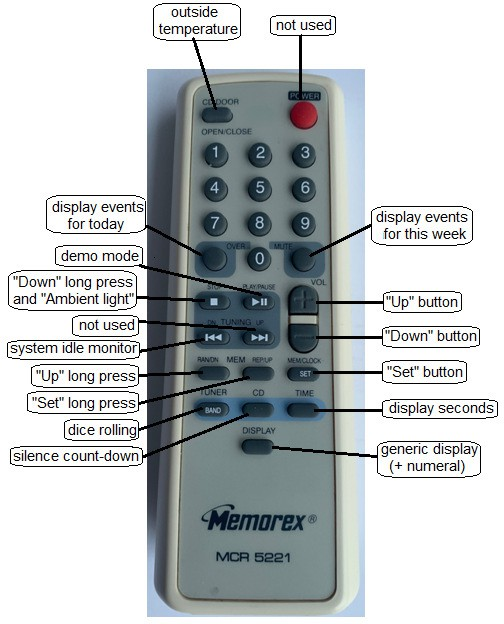 outside
temperature
not used
CD DOOR
POWER
OPEN/CLOSE
1 2 3
4 5 6
7 8 9
display events
for today
display events
for this week
OVER
0
MUTE
demo mode
STOP
PLAY/PAUSE
VOL
"Down" long press
and "Ambient light"
"Up" button
not used
DN TUNING UP
"Down" button
system idle monitor
RAN/DN MEM REP/UP
MEM/CLOCK
"Up" long press
SET
"Set" button
"Set" long press
TUNER CD TIME
BAND
display seconds
dice rolling
DISPLAY
silence count-down
generic display
(+ numeral)
Memorex®
MCR 5221